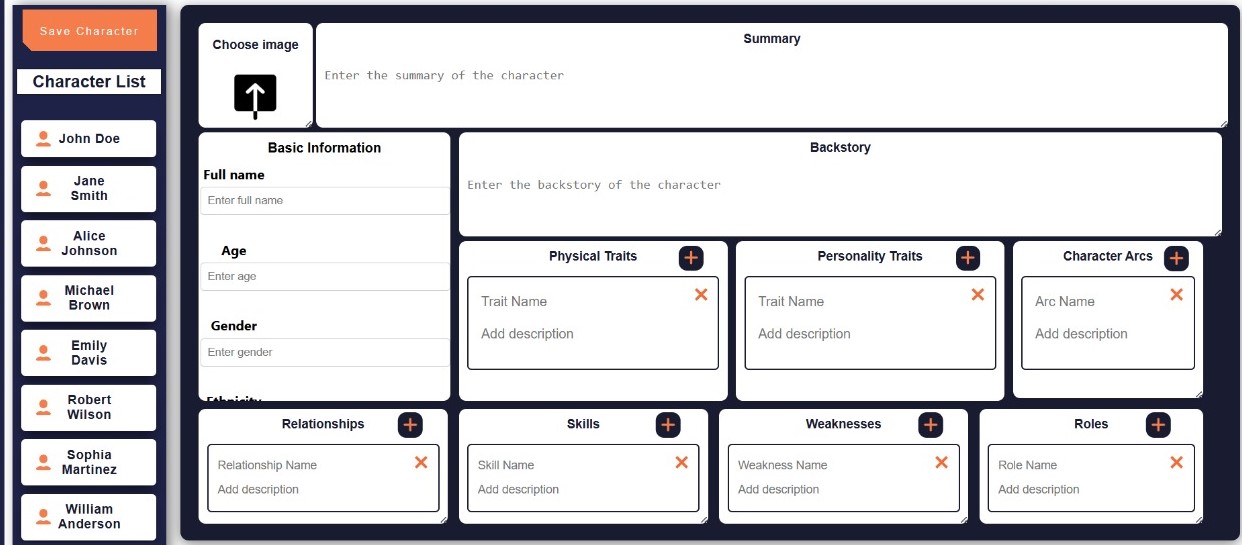 Save Character
Character List
John Doe
Jane
Smith
Alice
Johnson
Michael
Brown
Emily
Davis
Robert
Wilson
Sophia
Martinez
William
Anderson
Choose image
Summary
Enter the summary of the character
Basic Information
Full name
Enter full name
Age
Enter age
Gender
Enter gender
Ethnicity
Backstory
Enter the backstory of the character
Physical Traits
Trait Name
Add description
Personality Traits
Trait Name
Add description
Character Arcs
Arc Name
Add description
Relationships
Relationship Name
Add description
Skills
Skill Name
Add description
Weaknesses
Weakness Name
Add description
Roles
Role Name
Add description